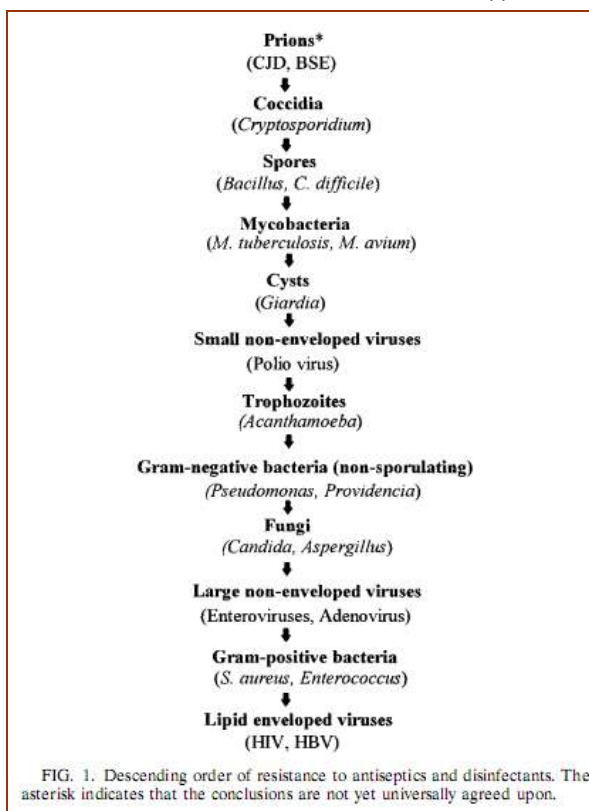 Prions*
(CJD, BSE)
Coccidia
(Cryptosporidium)
Spores
(Bacillus, C. difficile)
Mycobacteria
(M. tuberculosis, M. avium)
Cysts
(Giardia)
Small non-enveloped viruses
(Polio virus)
Trophozoites
(Acanthamoeba)
Gram-negative bacteria (non-sporulating)
(Pseudomonas, Providencia)
Fungi
(Candida, Aspergillus)
Large non-enveloped viruses
(Enteroviruses, Adenovirus)
Gram-positive bacteria
(S. aureus, Enterococcus)
Lipid enveloped viruses
(HIV, HBV)
FIG. 1. Descending order of resistance to antiseptics and disinfectants. The
asterisk indicates that the conclusions are not yet universally agreed upon.